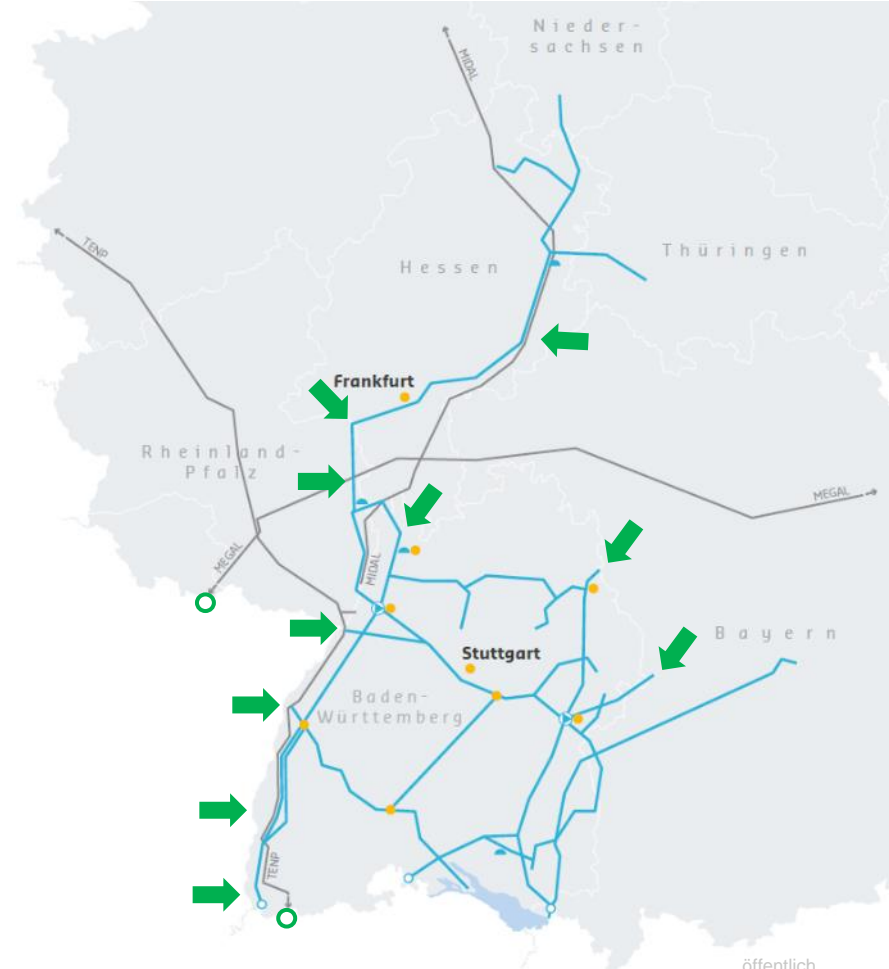 Nieder-
sachsen
MIDAL
TENP
Hessen
Thüringen
Frankfurt
Rheinland-
Pfalz
MEGAL
MEGAL
MIDAL
Stuttgart
Bayern
Baden-
Württemberg
TENP
öffentlich